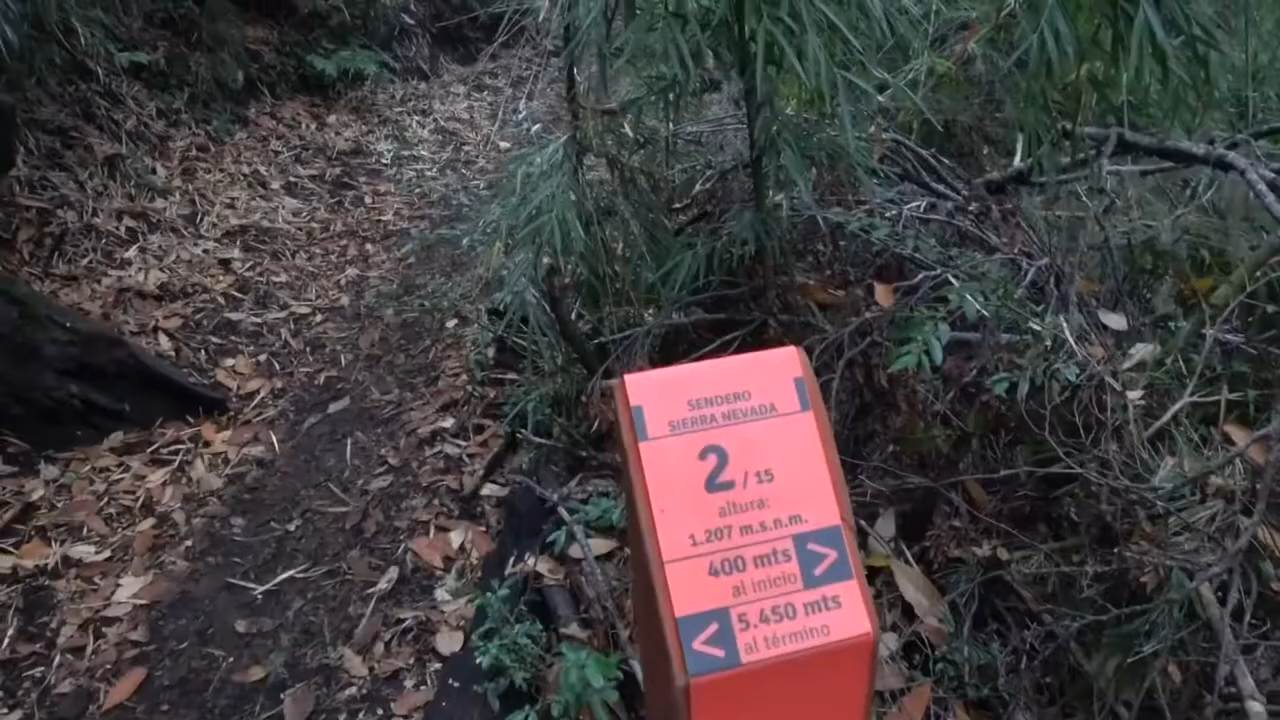 SENDERO
SIERRA NEVADA
2 / 15
altura:
1.207 m.s.n.m.
400 mts >
al inicio
< 5.450 mts
al término